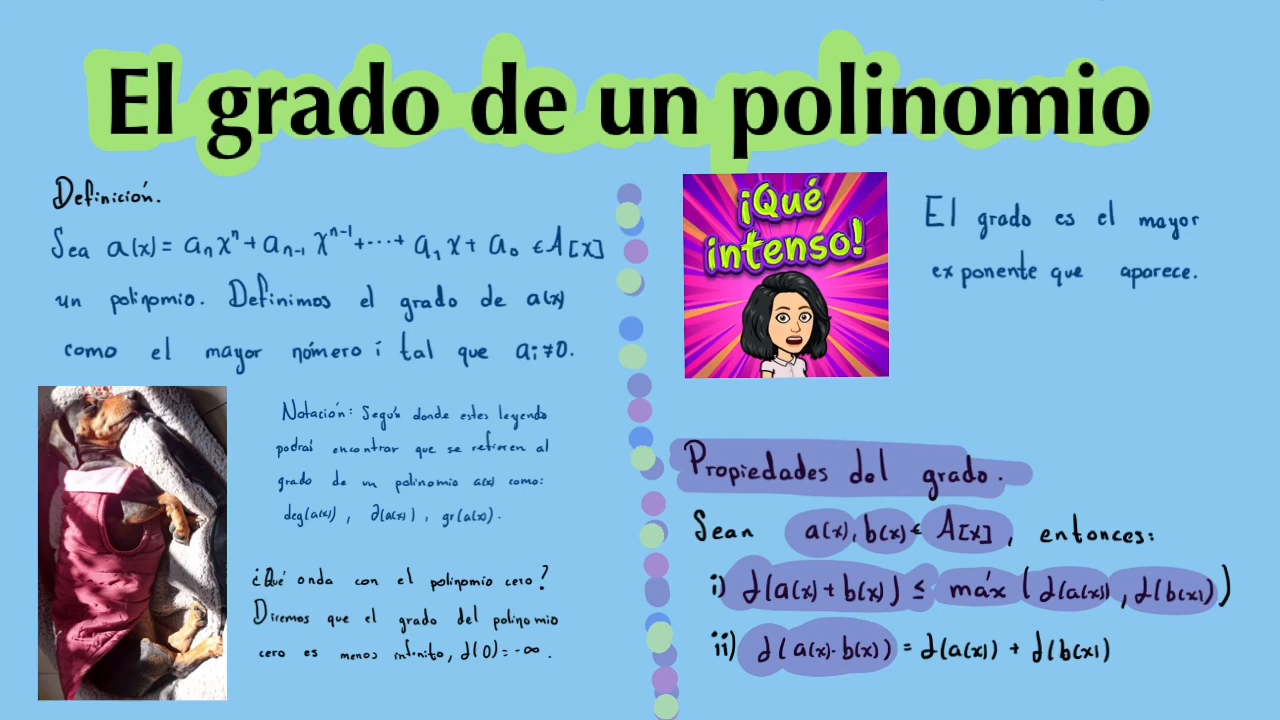 El grado de un polinomio
Definición.
Sea a(x) = aₙxⁿ + aₙ₋₁xⁿ⁻¹ + ··· + a₁x + a₀ ∈ A[x]
un polinomio. Definimos el grado de a(x)
como el mayor número i tal que aᵢ ≠ 0.
Notación: Según donde estes leyendo
podrás encontrar que se refieren al
grado de un polinomio a(x) como:
deg(a(x)), ∂(a(x)), gr(a(x)).
¿Qué onda con el polinomio cero?
Diremos que el grado del polinomio
cero es menos infinito, ∂(0) = -∞.
¡Qué
intenso!
El grado es el mayor
exponente que aparece.
Propiedades del grado.
Sean a(x), b(x) ∈ A[x], entonces:
i) ∂(a(x) + b(x)) ≤ máx (∂(a(x)), ∂(b(x)))
ii) ∂(a(x)·b(x)) = ∂(a(x)) + ∂(b(x))